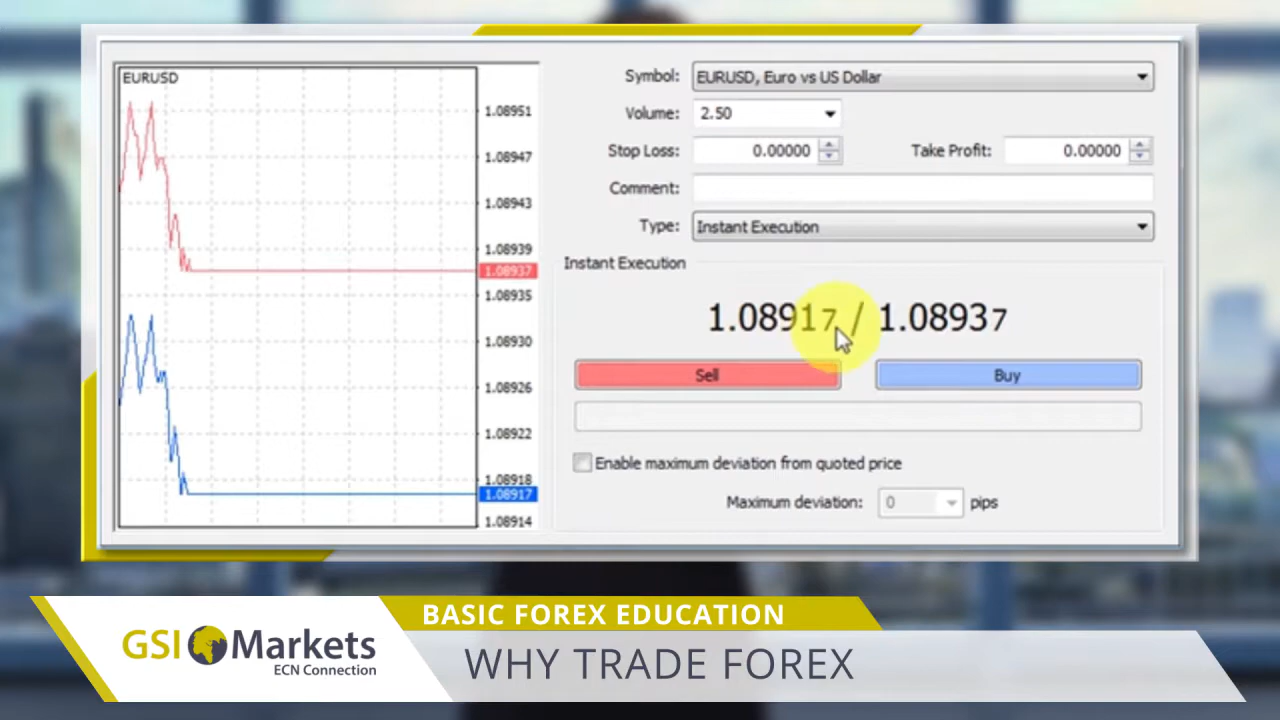 EURUSD
1.08951
1.08947
1.08943
1.08939
1.08937
1.08935
1.08930
1.08926
1.08922
1.08918
1.08917
1.08914
Symbol: EURUSD, Euro vs US Dollar
Volume: 2.50
Stop Loss: 0.00000 Take Profit: 0.00000
Comment:
Type: Instant Execution
Instant Execution
1.08917 / 1.08937
Sell Buy
Enable maximum deviation from quoted price
Maximum deviation: 0 pips
BASIC FOREX EDUCATION
GSI Markets
ECN Connection
WHY TRADE FOREX